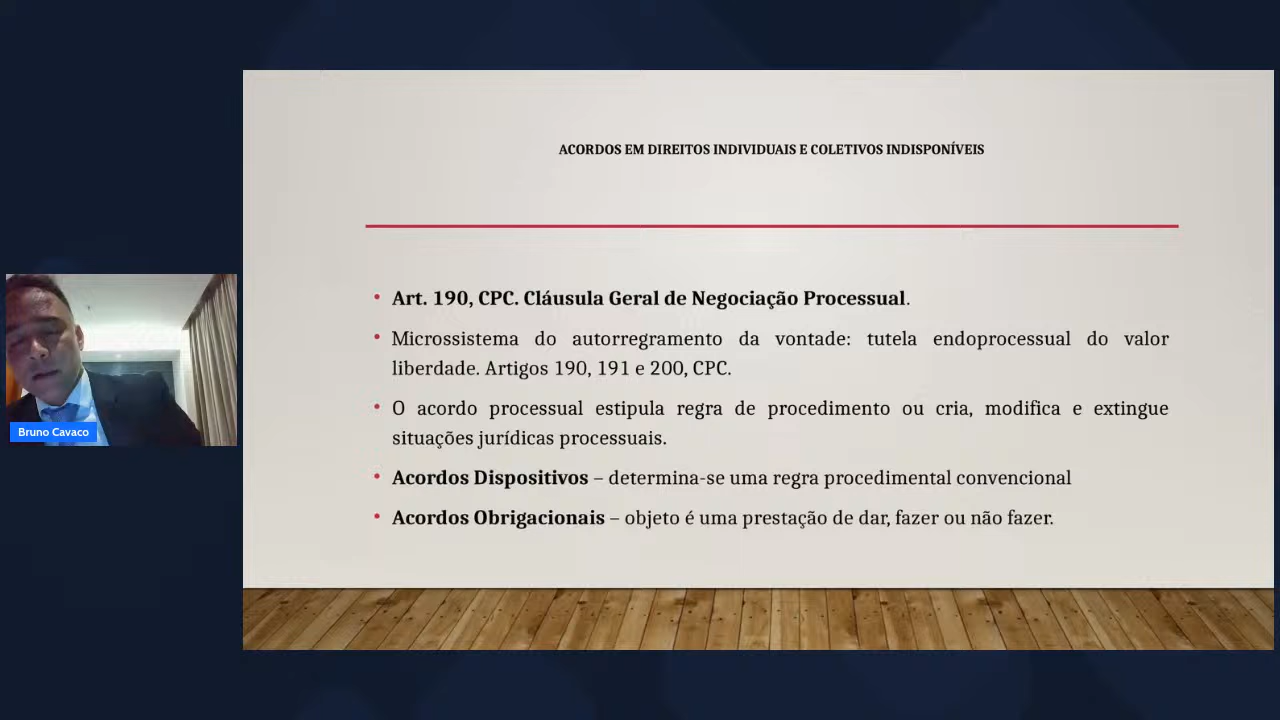 ACORDOS EM DIREITOS INDIVIDUAIS E COLETIVOS INDISPONÍVEIS
• Art. 190, CPC. Cláusula Geral de Negociação Processual.
• Microssistema do autorregramento da vontade: tutela endoprocessual do valor
liberdade. Artigos 190, 191 e 200, CPC.
• O acordo processual estipula regra de procedimento ou cria, modifica e extingue
situações jurídicas processuais.
• Acordos Dispositivos – determina-se uma regra procedimental convencional
• Acordos Obrigacionais – objeto é uma prestação de dar, fazer ou não fazer.
Bruno Cavaco